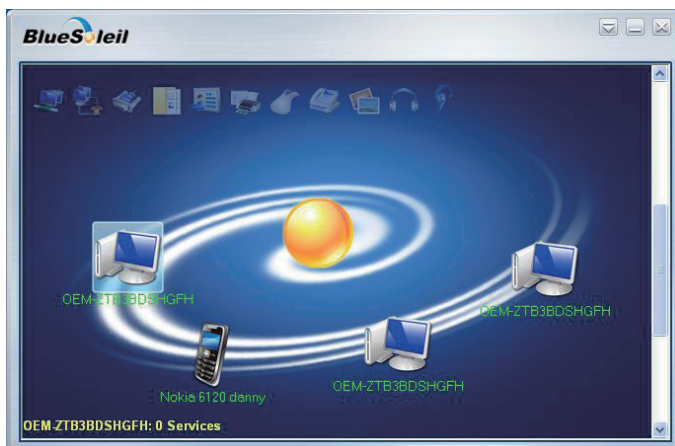 BlueSoleil
OEM-ZTB3BDSHGFH
OEM-ZTB3BDSHGFH
Nokia 6120 danny
OEM-ZTB3BDSHGFH
OEM-ZTB3BDSHGFH: 0 Services